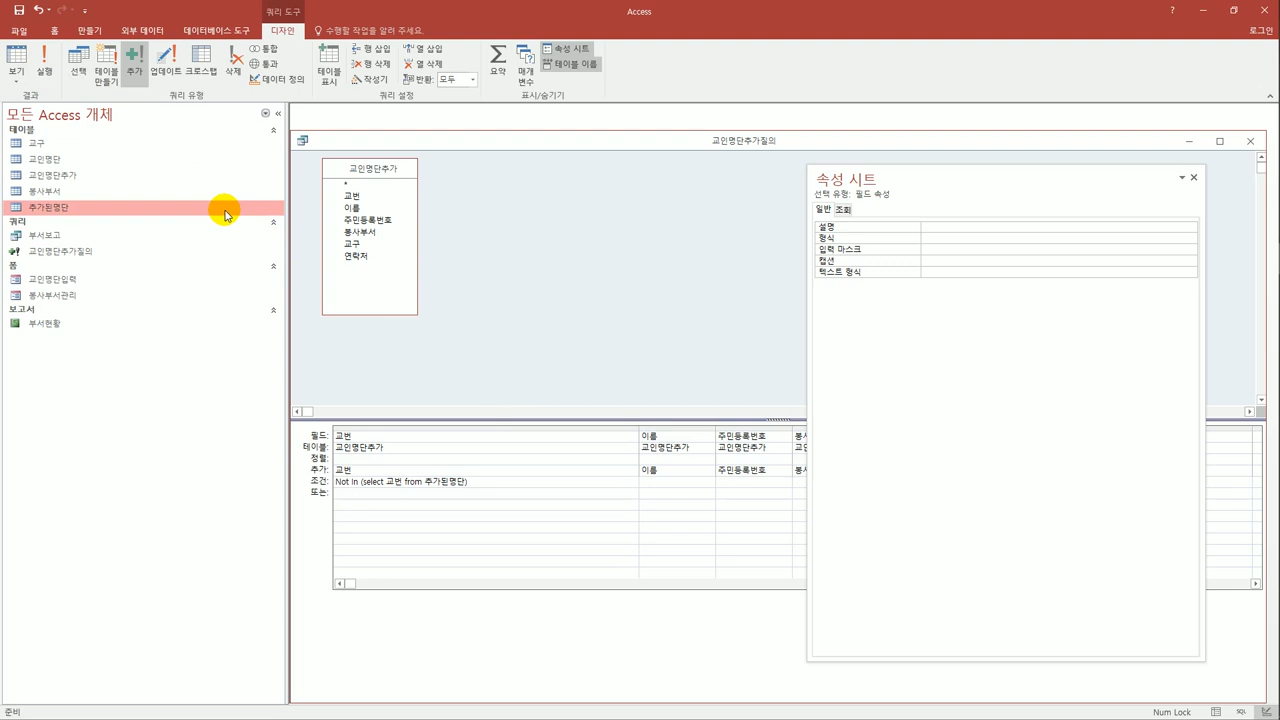 쿼리 도구
Access
?
파일 홈 만들기 외부 데이터 데이터베이스 도구 디자인 수행할 작업을 알려 주세요. 로그인
보기 실행 선택 테이블 만들기 추가 업데이트 크로스탭 삭제 통합 통과 데이터 정의 테이블 표시 행 삽입 행 삭제 작성기 열 삽입 열 삭제 반환: 모두 요약 매개 변수 속성 시트 테이블 이름
결과 쿼리 유형 쿼리 설정 표시/숨기기
모든 Access 개체
테이블
교구
교인명단
교인명단추가
봉사부서
추가된명단
쿼리
부서보고
교인명단추가질의
폼
교인명단입력
봉사부서관리
보고서
부서현황
교인명단추가질의
교인명단추가
*
교번
이름
주민등록번호
봉사부서
교구
연락저
속성 시트
선택 유형: 필드 속성
일반 조회
설명
형식
입력 마스크
캡션
텍스트 형식
필드: 교번 이름 주민등록번호 봉사
테이블: 교인명단추가 교인명단추가 교인명단추가 교인
정렬:
추가: 교번 이름 주민등록번호 봉사
조건: Not In (select 교번 from 추가된명단)
또는:
준비
Num Lock
SQL